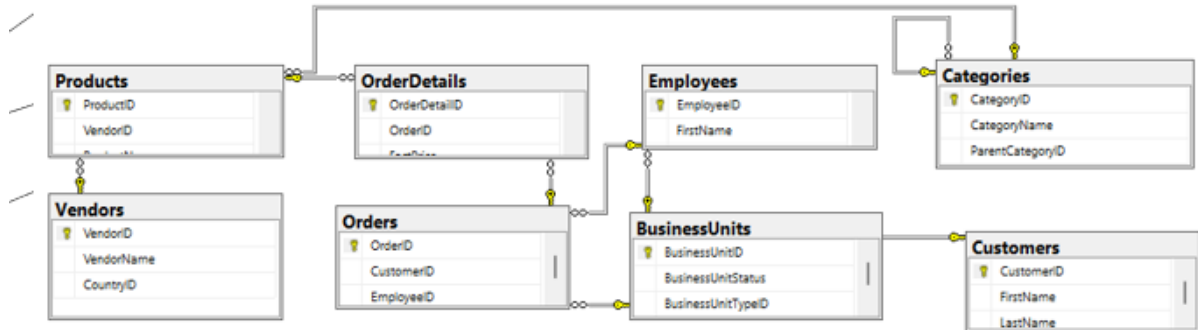 Products
ProductID
VendorID
Vendors
VendorID
VendorName
CountryID
OrderDetails
OrderDetailID
OrderID
Orders
OrderID
CustomerID
EmployeeID
Employees
EmployeeID
FirstName
BusinessUnits
BusinessUnitID
BusinessUnitStatus
BusinessUnitTypeID
Categories
CategoryID
CategoryName
ParentCategoryID
Customers
CustomerID
FirstName
LastName